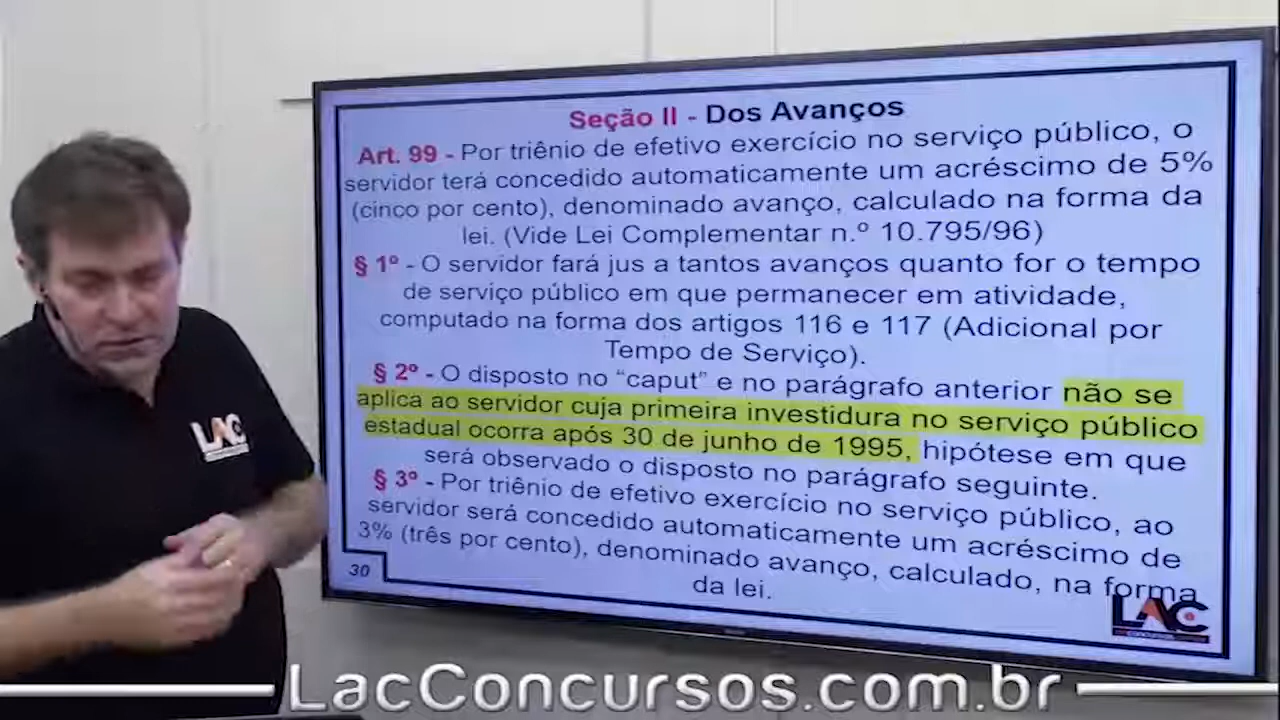 Seção II - Dos Avanços
Art. 99 - Por triênio de efetivo exercício no serviço público, o
servidor terá concedido automaticamente um acréscimo de 5%
(cinco por cento), denominado avanço, calculado na forma da
lei. (Vide Lei Complementar n.º 10.795/96)
§ 1º - O servidor fará jus a tantos avanços quanto for o tempo
de serviço público em que permanecer em atividade,
computado na forma dos artigos 116 e 117 (Adicional por
Tempo de Serviço).
§ 2º - O disposto no “caput” e no parágrafo anterior não se
aplica ao servidor cuja primeira investidura no serviço público
estadual ocorra após 30 de junho de 1995, hipótese em que
será observado o disposto no parágrafo seguinte.
§ 3º - Por triênio de efetivo exercício no serviço público, ao
servidor será concedido automaticamente um acréscimo de
3% (três por cento), denominado avanço, calculado, na forma
da lei.
30
LAC
CONCURSOS
LAC
LacConcursos.com.br